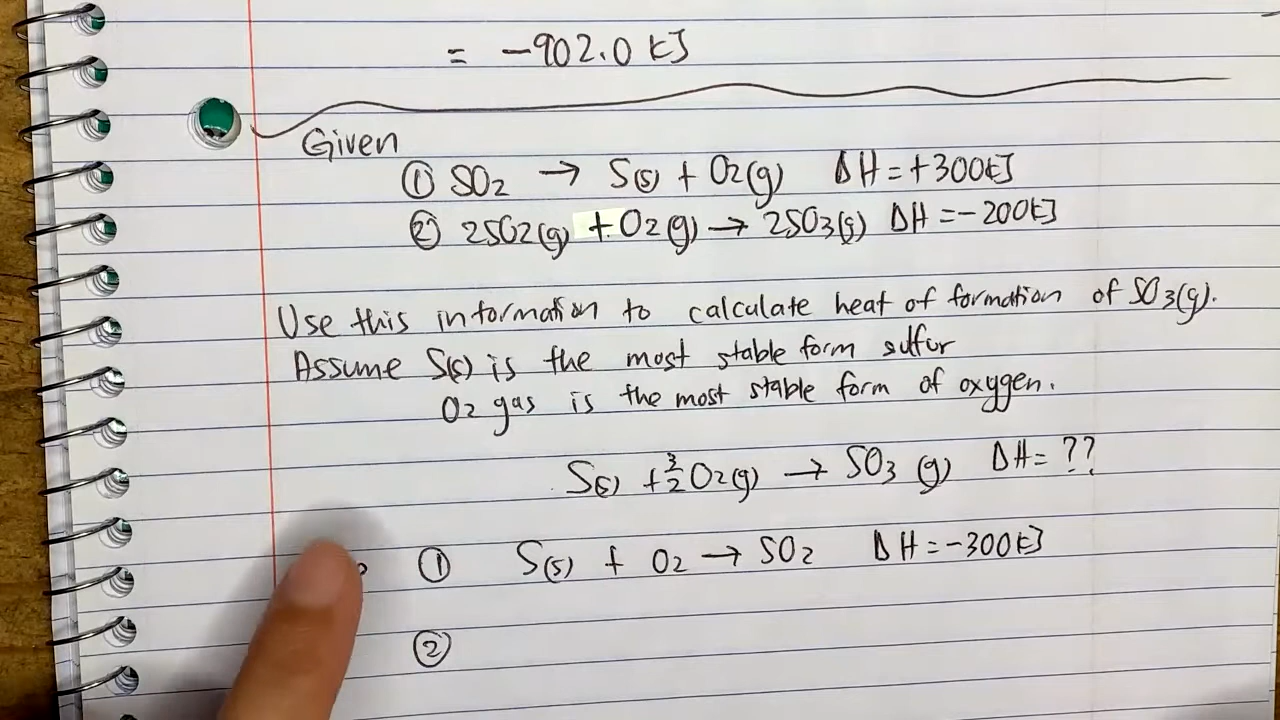 = -902.0 kJ
Given
① SO₂ → S(s) + O₂(g) ΔH = +300kJ
② 2SO₂(g) + O₂(g) → 2SO₃(g) ΔH = -200kJ
Use this information to calculate heat of formation of SO₃(g).
Assume S(s) is the most stable form sulfur
O₂ gas is the most stable form of oxygen.
S(s) + 3/2 O₂(g) → SO₃ (g) ΔH = ??
① S(s) + O₂ → SO₂ ΔH = -300kJ
②